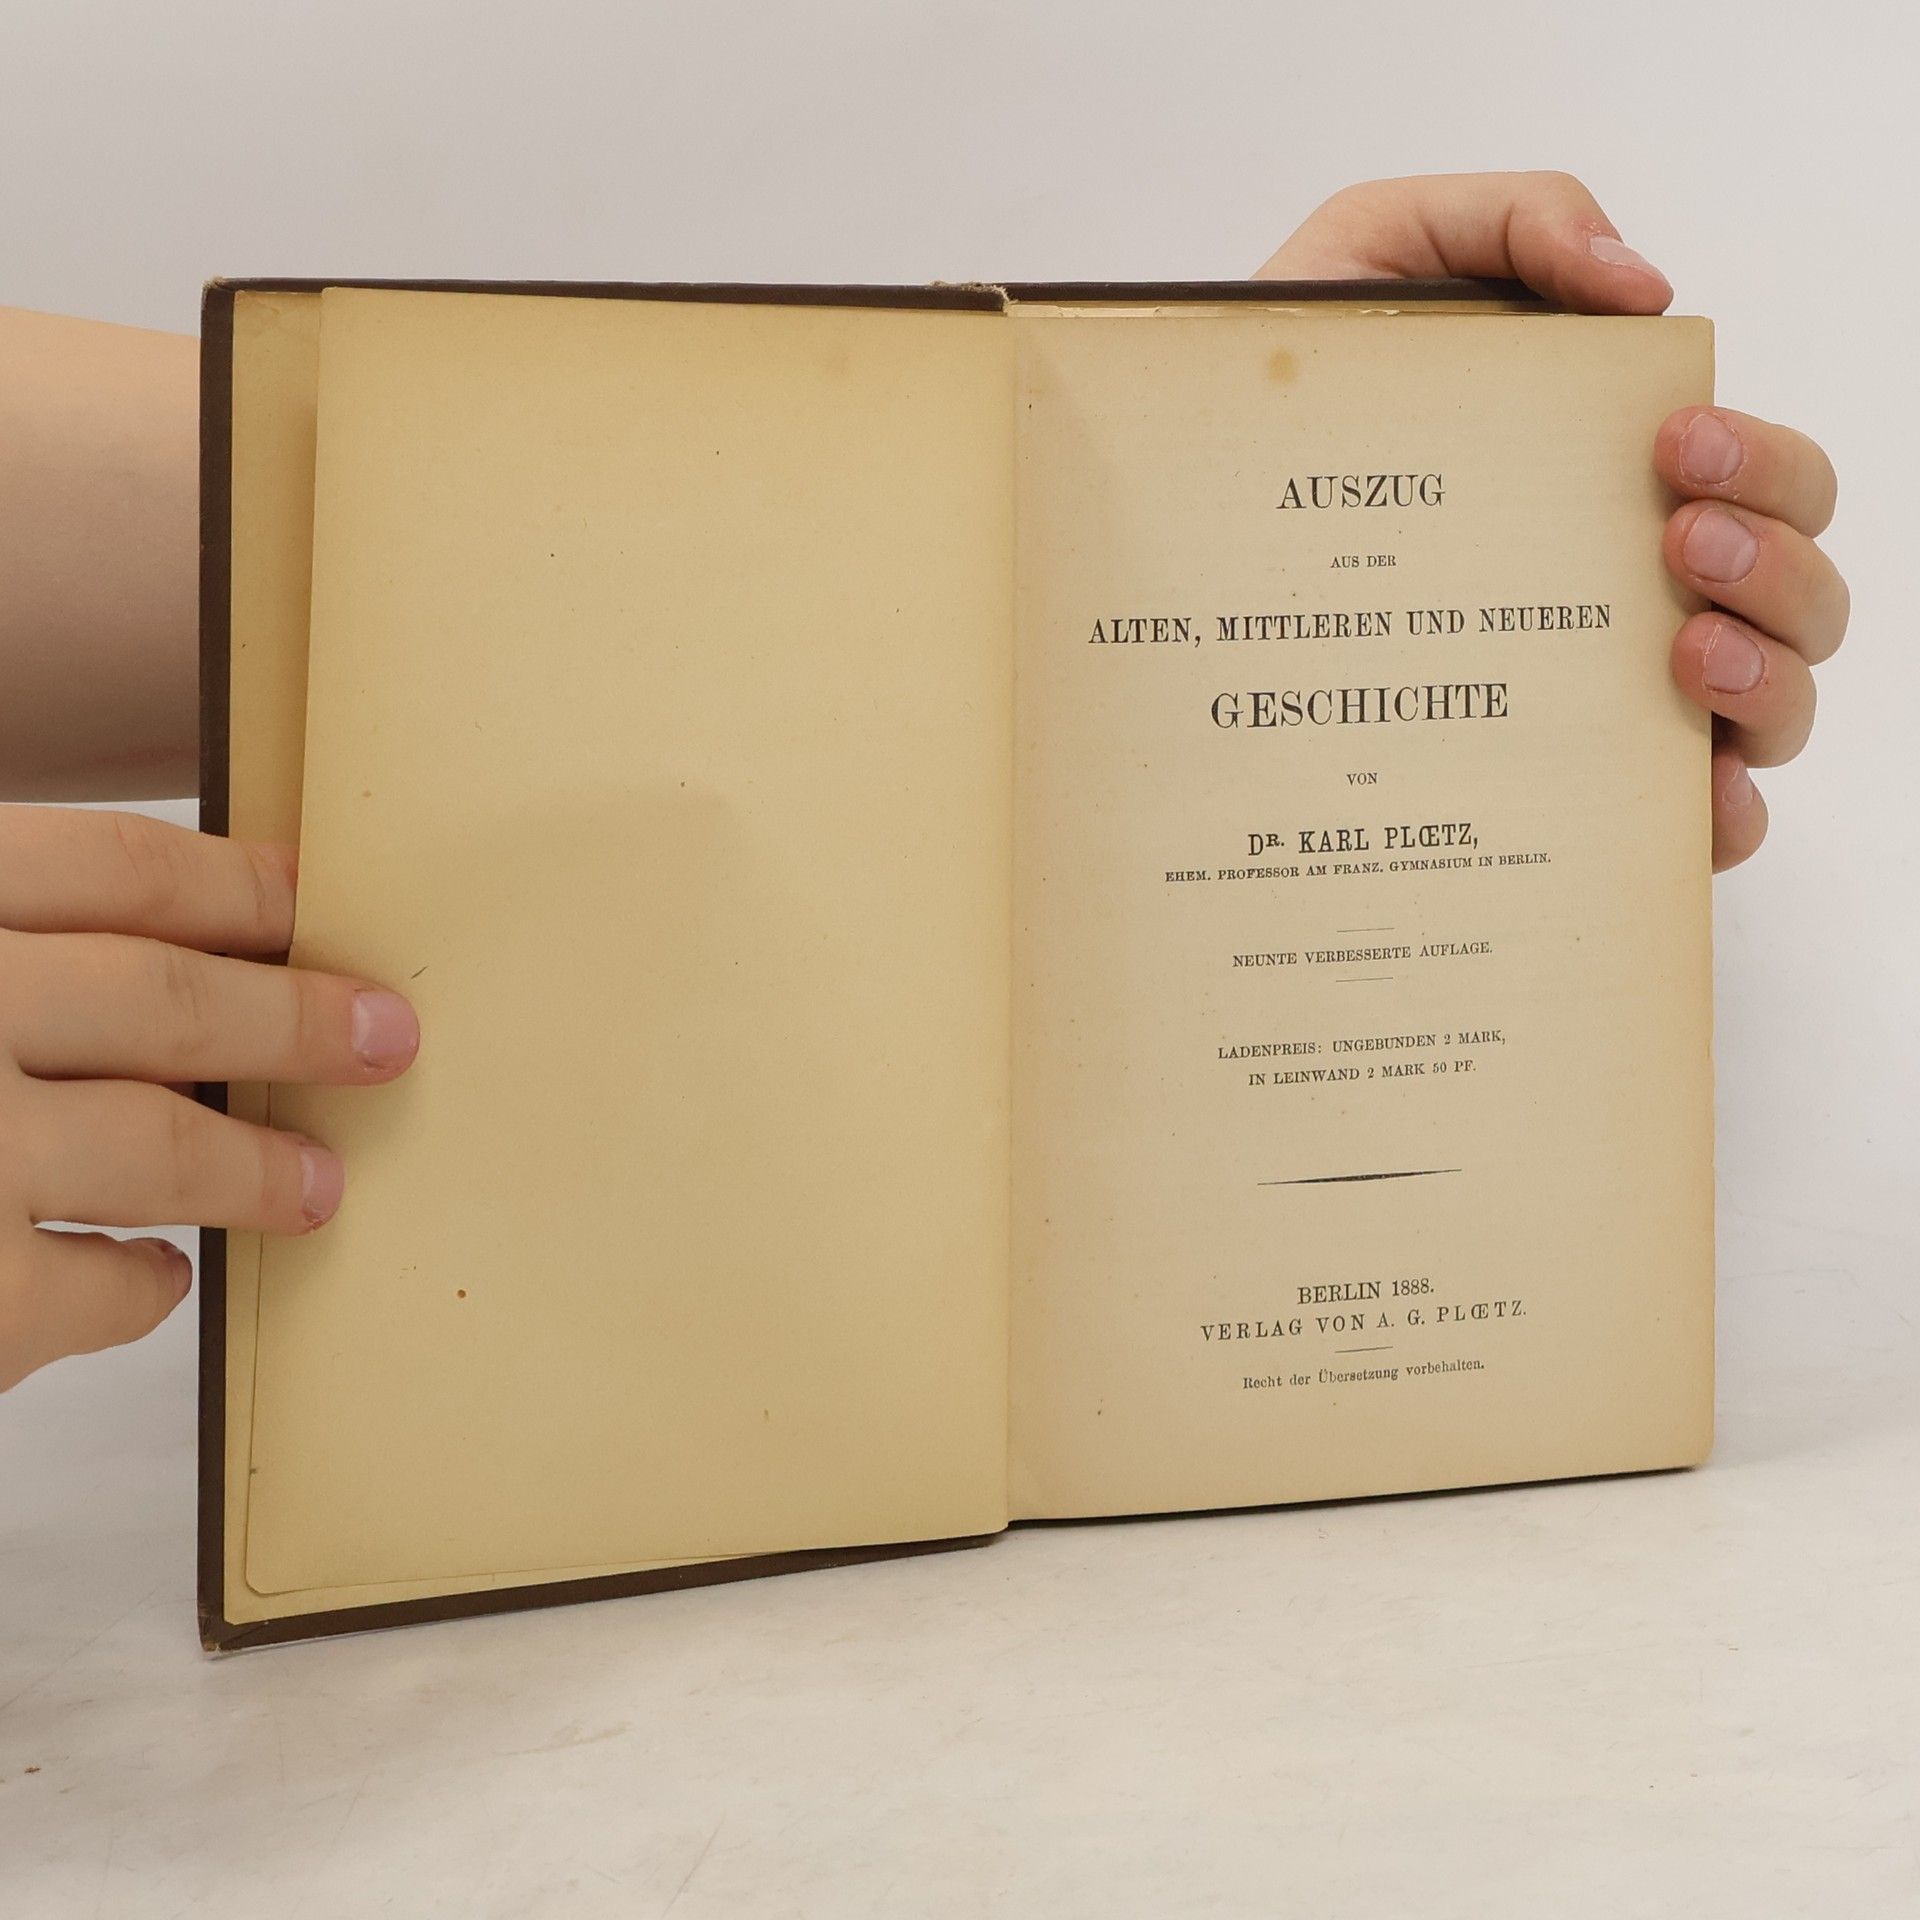 AUSZUG
AUS DER
ALTEN, MITTLEREN UND NEUEREN
GESCHICHTE
VON
DR. KARL PLŒTZ,
EHEM. PROFESSOR AM FRANZ. GYMNASIUM IN BERLIN.
NEUNTE VERBESSERTE AUFLAGE.
LADENPREIS: UNGEBUNDEN 2 MARK,
IN LEINWAND 2 MARK 50 PF.
BERLIN 1888.
VERLAG VON A. G. PLŒTZ.
Recht der Übersetzung vorbehalten.